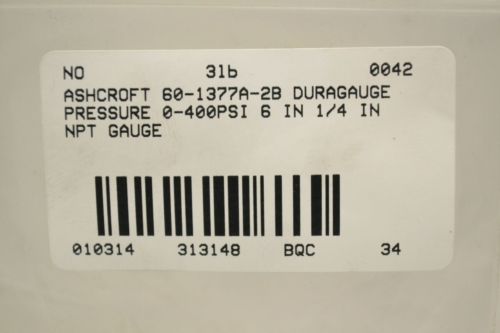 NO 31b 0042
ASHCROFT 60-1377A-2B DURAGAUGE
PRESSURE 0-400PSI 6 IN 1/4 IN
NPT GAUGE
010314 313148 BQC 34